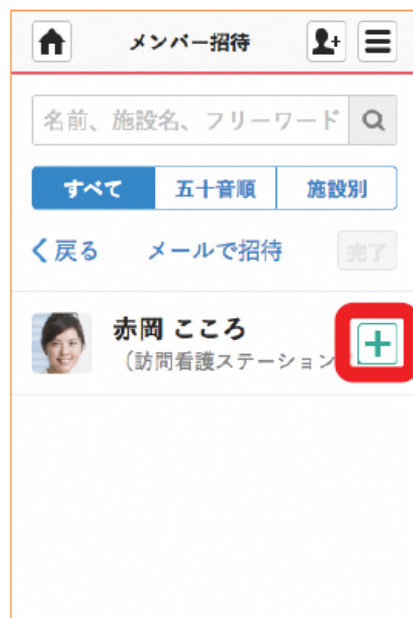 メンバー招待
名前、施設名、フリーワード
すべて 五十音順 施設別
戻る メールで招待 完了
赤岡 こころ
（訪問看護ステーション